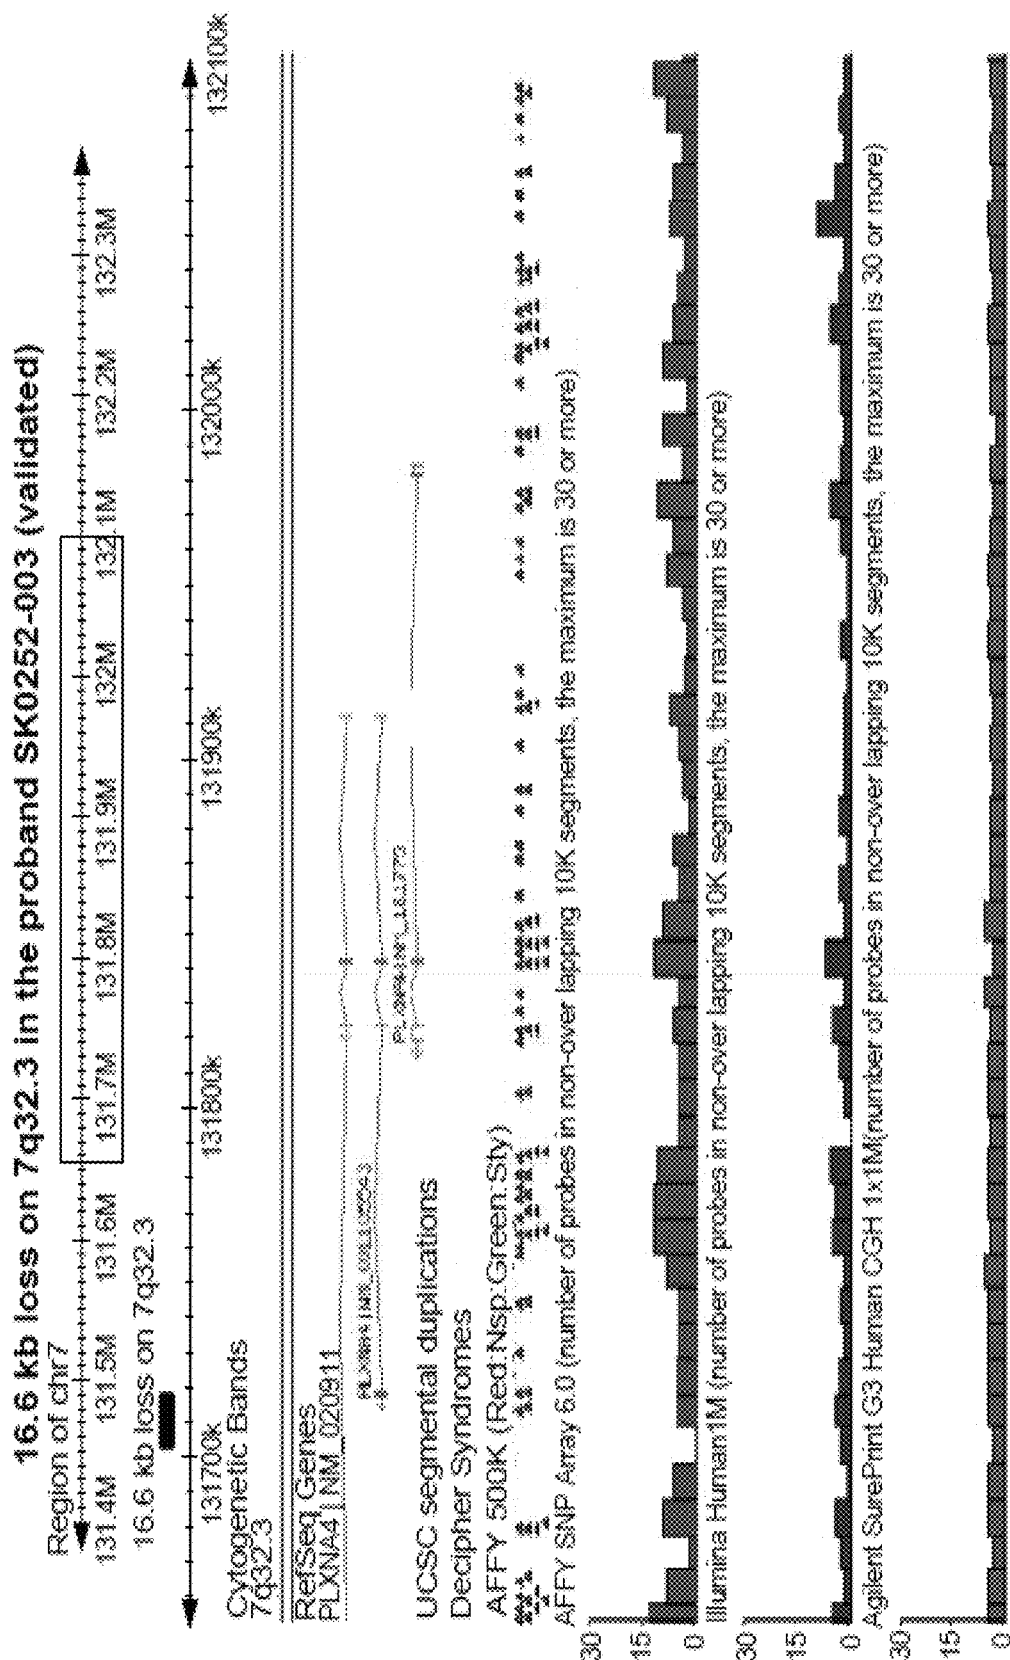 16.6 kb loss on 7q32.3 in the proband SK0252-003 (validated)
Region of chr7
131.4M 131.5M 131.6M 131.7M 131.8M 131.9M 132M 132.1M 132.2M 132.3M
16.6 kb loss on 7q32.3
131700k 131800k 131900k 132000k 132100k
Cytogenetic Bands
7q32.3
RefSeq Genes
PLXNA4 | NM_020911
UCSC segmental duplications
Decipher Syndromes
AFFY 500K (Red:Nsp:Green:Sty)
AFFY SNP Array 6.0 (number of probes in non-over lapping 10K segments, the maximum is 30 or more)
30
15
0
Illumina Human1M (number of probes in non-over lapping 10K segments, the maximum is 30 or more)
30
15
0
Agilent SurePrint G3 Human CGH 1x1M(number of probes in non-over lapping 10K segments, the maximum is 30 or more)
30
15
0